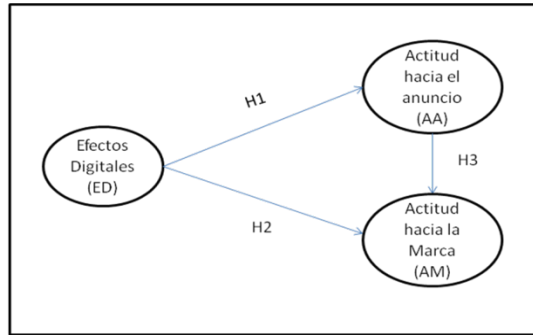 Actitud
hacia el
anuncio
(AA)
H1
Efectos
Digitales
(ED)
H3
H2
Actitud
hacia la
Marca
(AM)